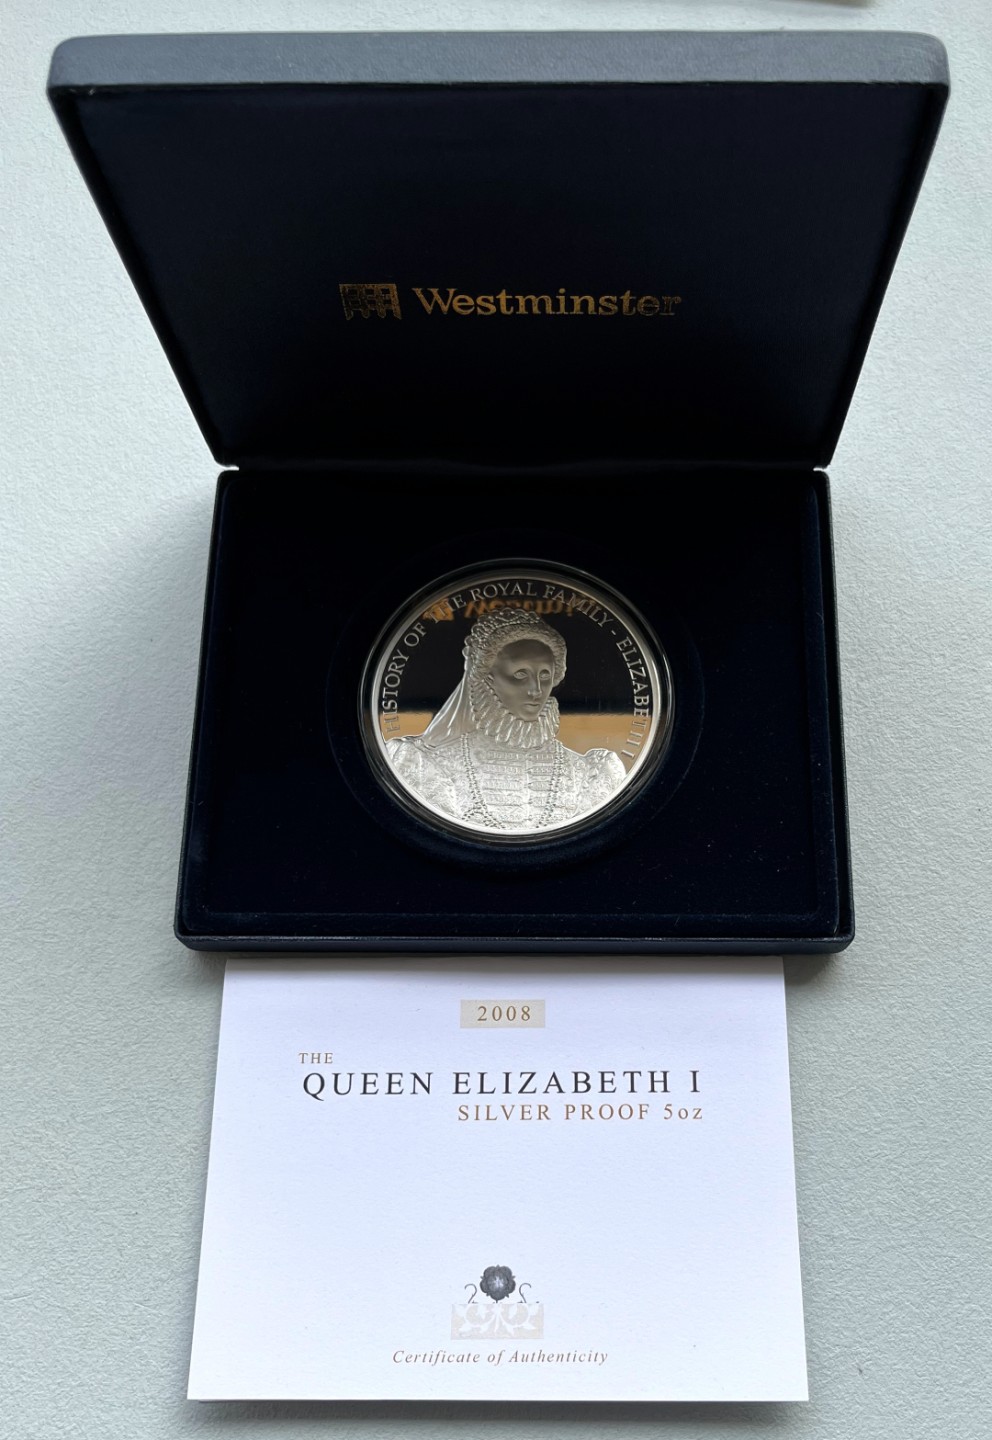 Westminster
HISTORY OF THE ROYAL FAMILY - ELIZABETH I
2008
THE
QUEEN ELIZABETH I
SILVER PROOF 5oz
Certificate of Authenticity